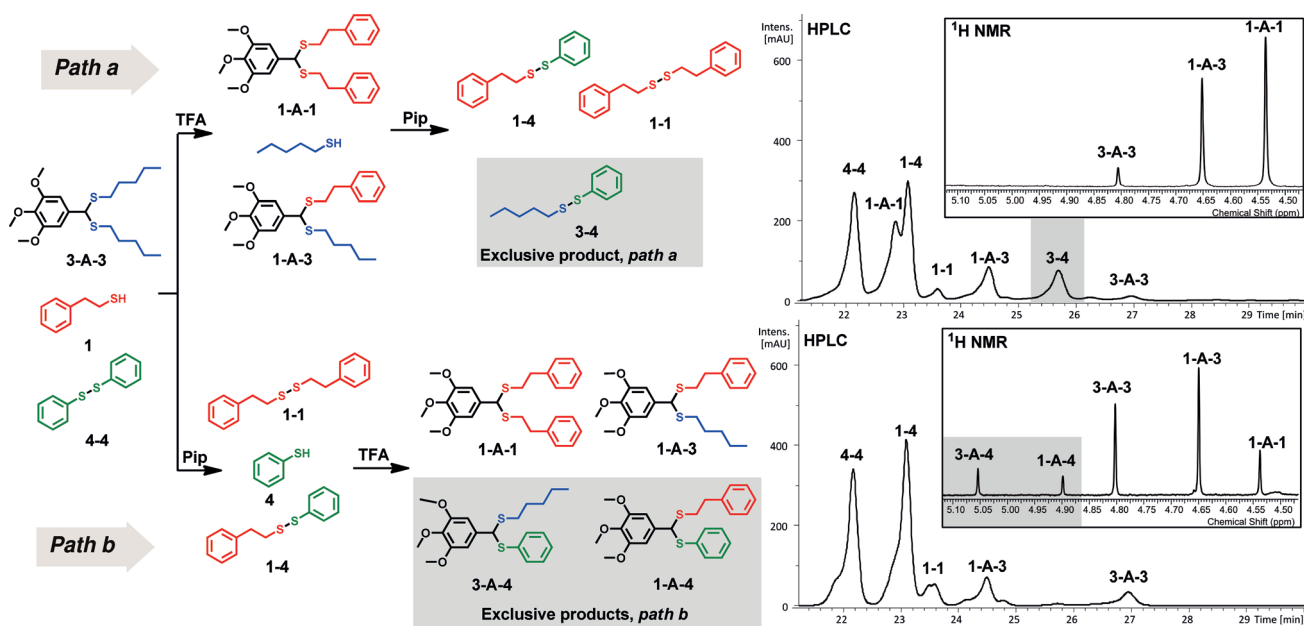 Path a
TFA
Pip
O
O
O
S
S
1-A-1
SH
O
O
O
S
S
1-A-3
S
S
1-4
S
S
1-1
S
S
3-4
Exclusive product, path a
O
O
O
S
S
3-A-3
SH
1
S
S
4-4
Pip
TFA
S
S
1-1
SH
4
S
S
1-4
O
O
O
S
S
1-A-1
O
O
O
S
S
1-A-3
O
O
O
S
S
3-A-4
O
O
O
S
S
1-A-4
Exclusive products, path b
Path b
Intens.
[mAU]
HPLC
600
400
200
0
4-4
1-A-1
1-4
1-1
1-A-3
3-4
3-A-3
22 23 24 25 26 27 28 29 Time [min]
1H NMR
3-A-3
1-A-3
1-A-1
5.10 5.05 4.95 4.90 4.85 4.80 4.75 4.70 4.65 4.60 4.55 4.50
Chemical Shift (ppm)
Intens.
[mAU]
HPLC
600
400
200
0
4-4
1-4
1-1
1-A-3
3-A-3
22 23 24 25 26 27 28 29 Time [min]
1H NMR
3-A-4
1-A-4
3-A-3
1-A-3
1-A-1
5.10 5.05 4.95 4.90 4.85 4.80 4.75 4.70 4.65 4.60 4.55 4.50
Chemical Shift (ppm)